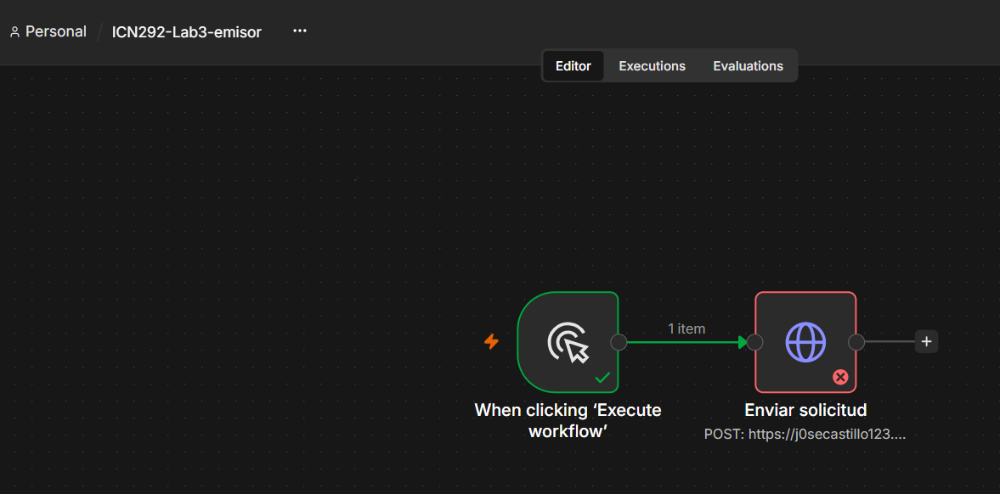 Personal / ICN292-Lab3-emisor ...
Editor Executions Evaluations
1 item
When clicking ‘Execute
workflow’
Enviar solicitud
POST: https://j0secastillo123....